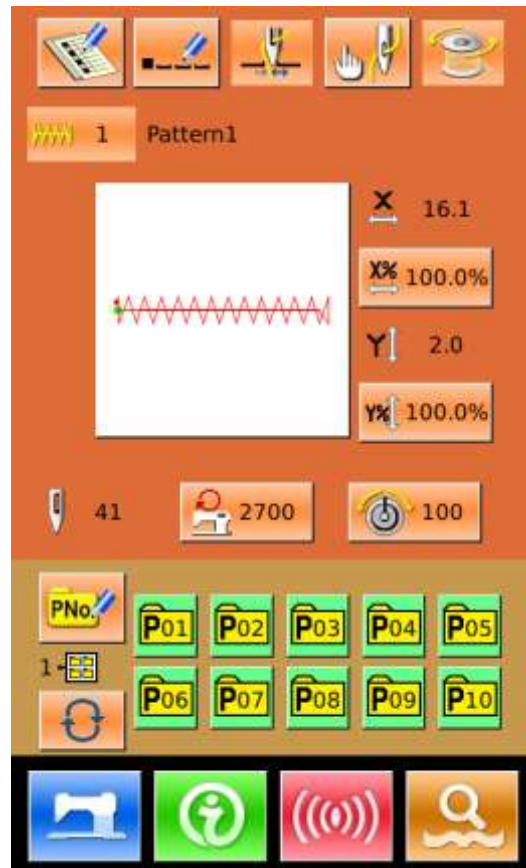 1 Pattern1
X 16.1
X% 100.0%
Y 2.0
Y% 100.0%
41 2700 100
PNo.
P01 P02 P03 P04 P05
1
P06 P07 P08 P09 P10